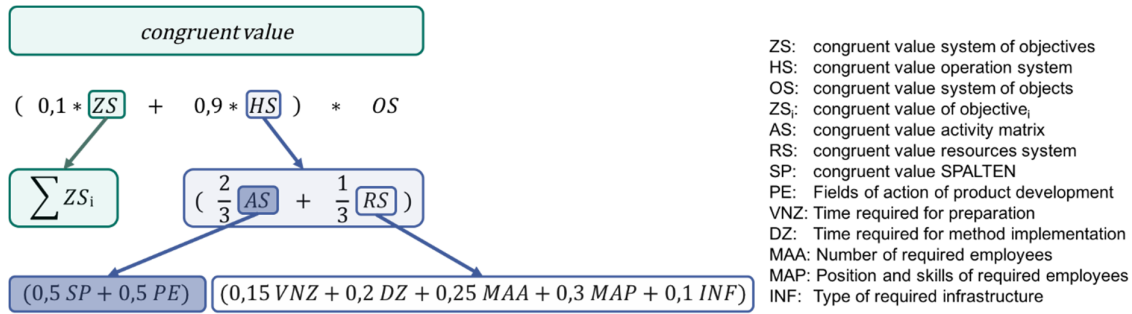 congruent value
( 0,1 * ZS + 0,9 * HS ) * OS
∑ ZSᵢ
( 2/3 AS + 1/3 RS )
(0,5 SP + 0,5 PE)
(0,15 VNZ + 0,2 DZ + 0,25 MAA + 0,3 MAP + 0,1 INF)
ZS: congruent value system of objectives
HS: congruent value operation system
OS: congruent value system of objects
ZSᵢ: congruent value of objectiveᵢ
AS: congruent value activity matrix
RS: congruent value resources system
SP: congruent value SPALTEN
PE: Fields of action of product development
VNZ: Time required for preparation
DZ: Time required for method implementation
MAA: Number of required employees
MAP: Position and skills of required employees
INF: Type of required infrastructure